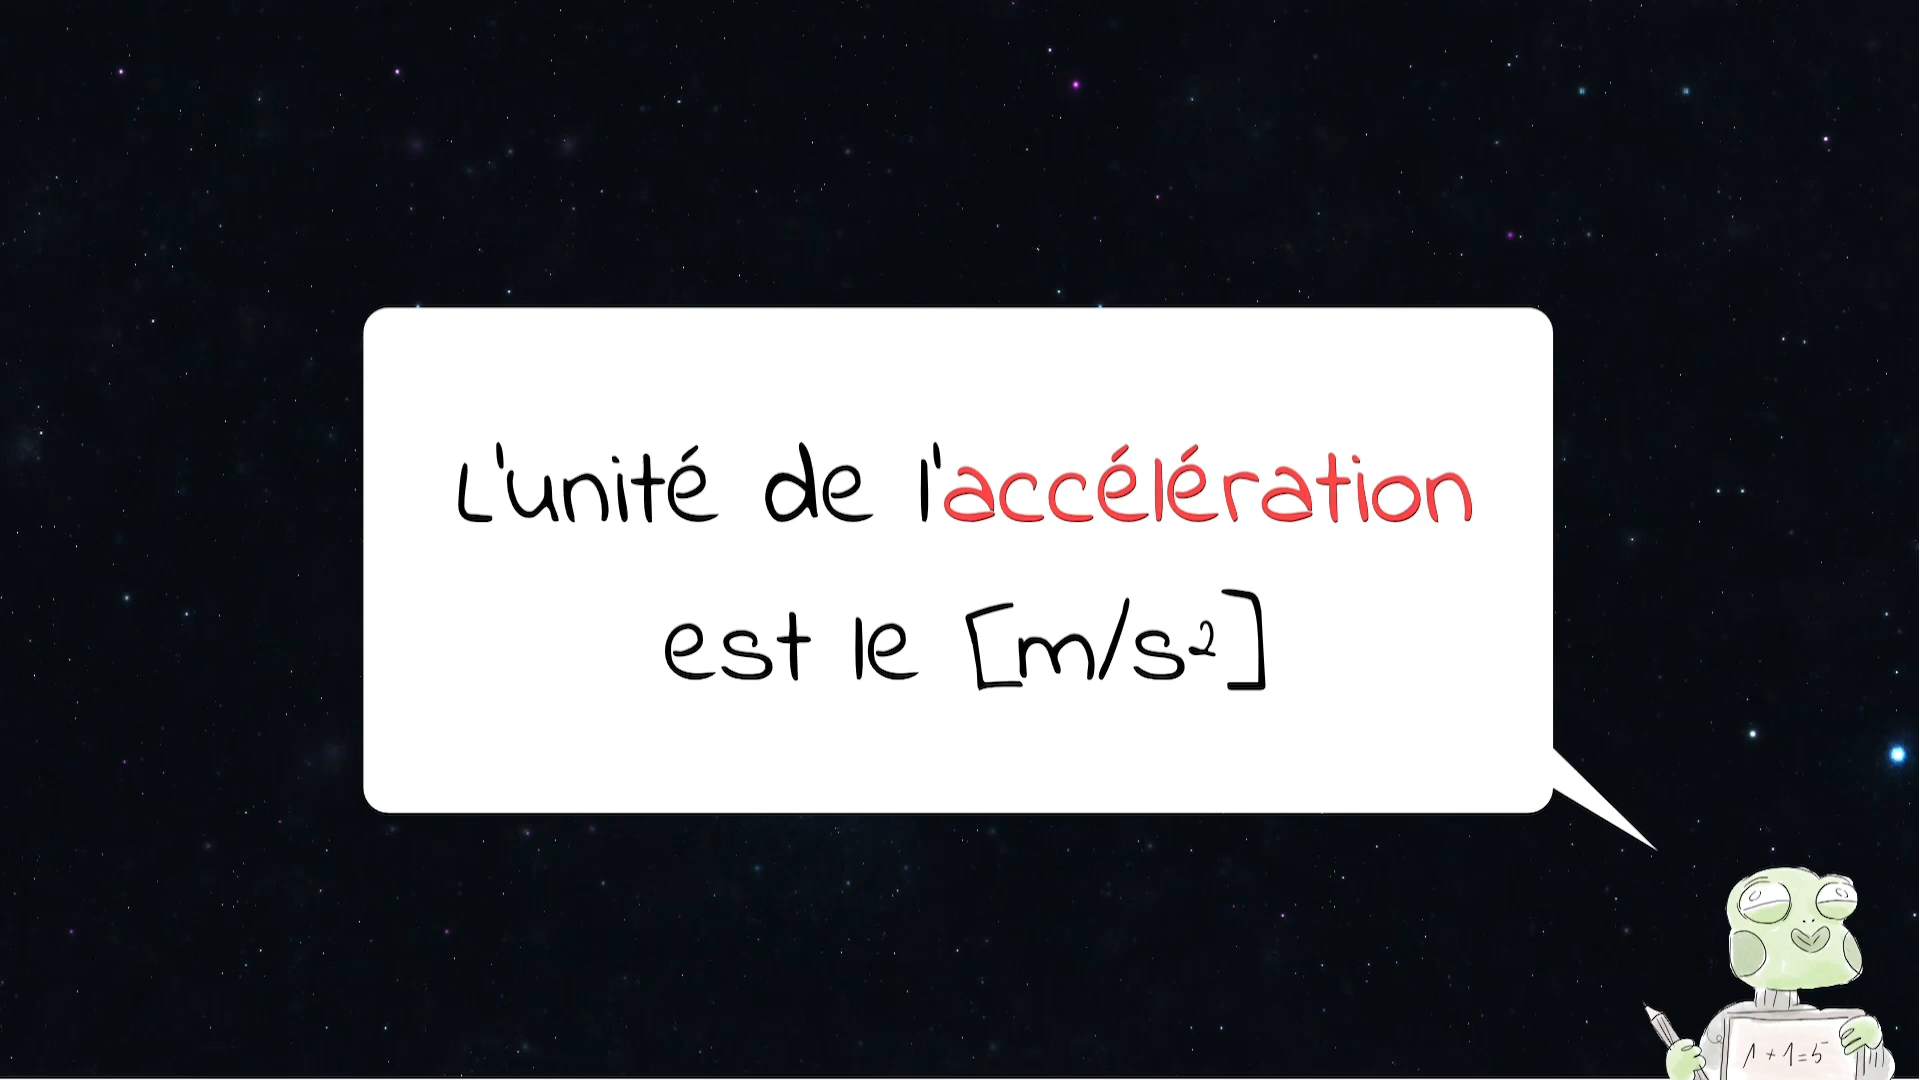 L'unité de l'accélération
est le [m/s²]
1 + 1 = 5